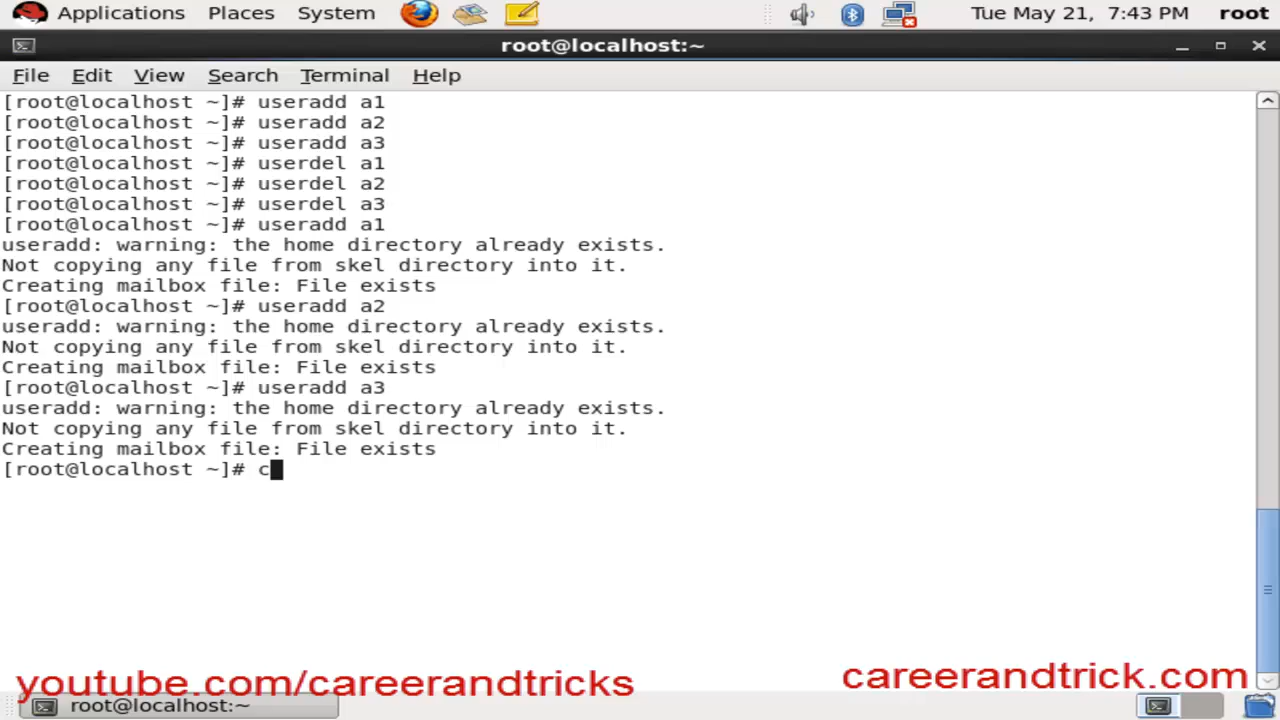 Applications Places System Tue May 21, 7:43 PM root
root@localhost:~
File Edit View Search Terminal Help
[root@localhost ~]# useradd a1
[root@localhost ~]# useradd a2
[root@localhost ~]# useradd a3
[root@localhost ~]# userdel a1
[root@localhost ~]# userdel a2
[root@localhost ~]# userdel a3
[root@localhost ~]# useradd a1
useradd: warning: the home directory already exists.
Not copying any file from skel directory into it.
Creating mailbox file: File exists
[root@localhost ~]# useradd a2
useradd: warning: the home directory already exists.
Not copying any file from skel directory into it.
Creating mailbox file: File exists
[root@localhost ~]# useradd a3
useradd: warning: the home directory already exists.
Not copying any file from skel directory into it.
Creating mailbox file: File exists
[root@localhost ~]# c
youtube.com/careerandtricks careerandtrick.com
root@localhost:~